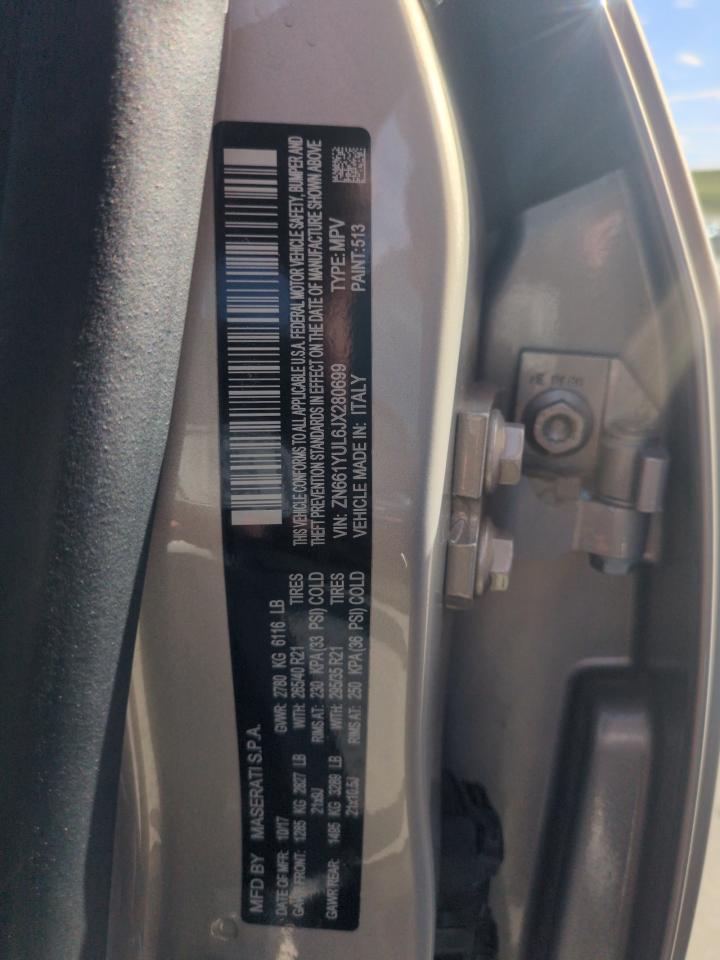 MFD BY MASERATI S.P.A.
DATE OF MFR: 10/17 GVWR: 2780 KG 6116 LB
GAWR FRONT: 1285 KG 2827 LB WITH: 265/40 R21 TIRES
21x9J RIMS AT: 230 KPA (33 PSI) COLD
GAWR REAR: 1495 KG 3289 LB WITH: 295/35 R21 TIRES
21x10.5J RIMS AT: 250 KPA (36 PSI) COLD
THIS VEHICLE CONFORMS TO ALL APPLICABLE U.S.A. FEDERAL MOTOR VEHICLE SAFETY, BUMPER AND
THEFT PREVENTION STANDARDS IN EFFECT ON THE DATE OF MANUFACTURE SHOWN ABOVE
VIN: ZN661YUL6JX280699 TYPE: MPV
VEHICLE MADE IN: ITALY PAINT: 513